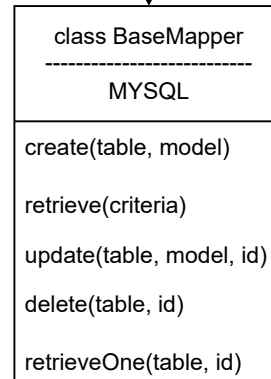 class BaseMapper
---------------------------
MYSQL
create(table, model)
retrieve(criteria)
update(table, model, id)
delete(table, id)
retrieveOne(table, id)